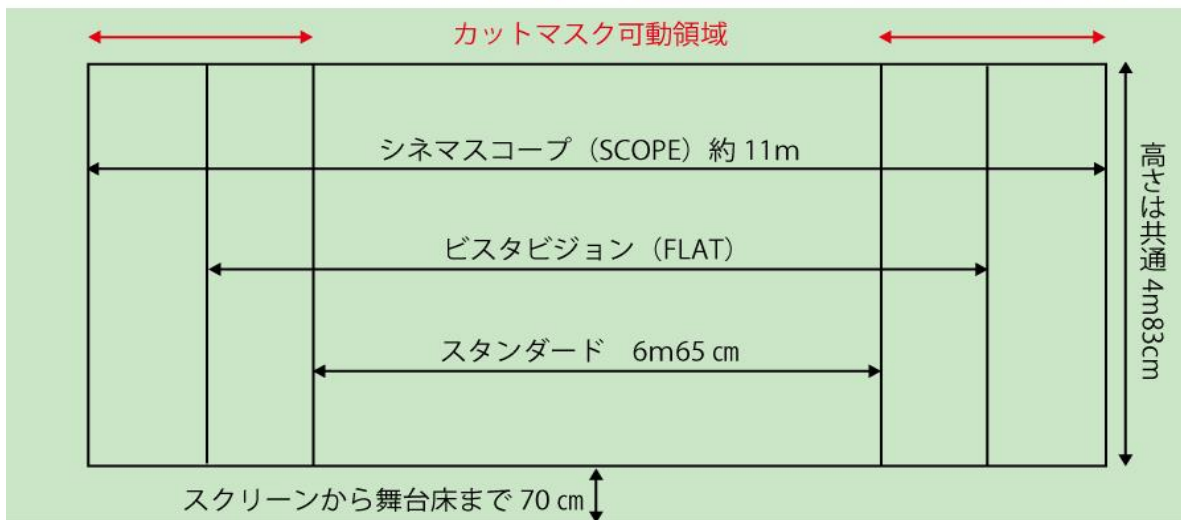 カットマスク可動領域
シネマスコープ（SCOPE）約 11m
ビスタビジョン（FLAT）
スタンダード　6m65 ㎝
高さは共通 4m83cm
スクリーンから舞台床まで 70 ㎝